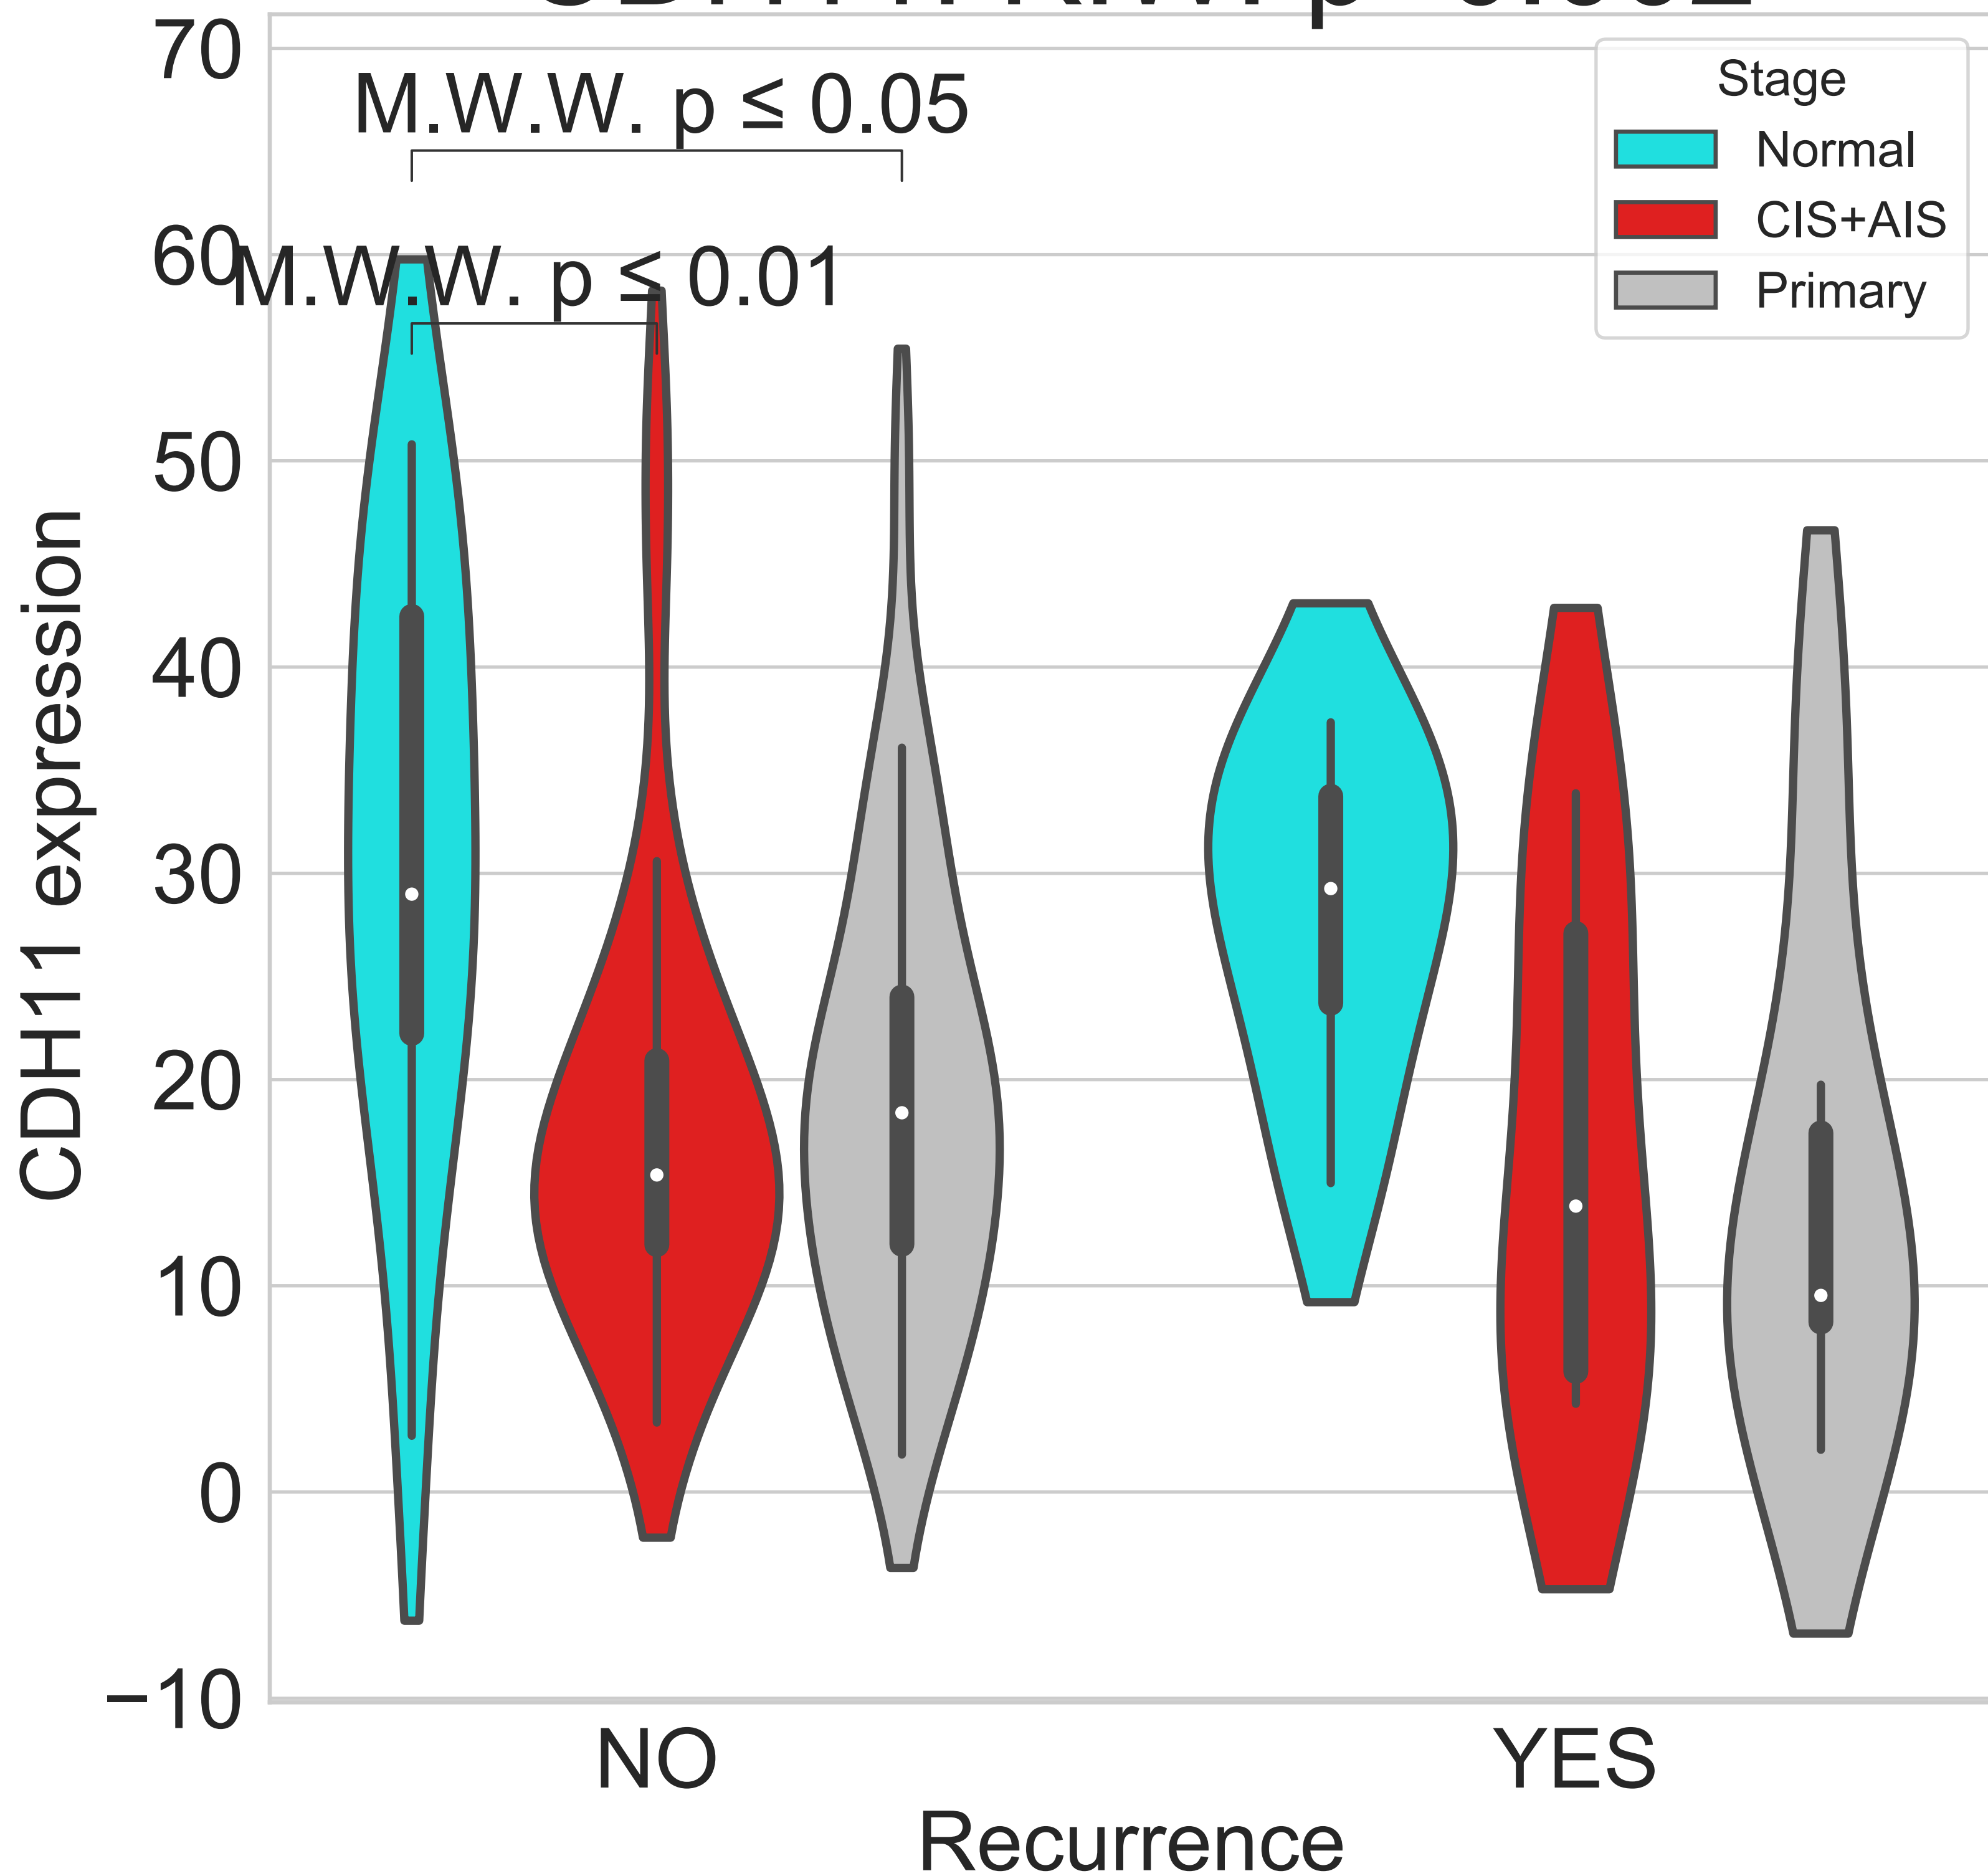 70
M.W.W. p ≤ 0.05
Stage
Normal
CIS+AIS
Primary
60
M.W.W. p ≤ 0.01
50
40
30
20
10
0
−10
CDH11 expression
NO
YES
Recurrence